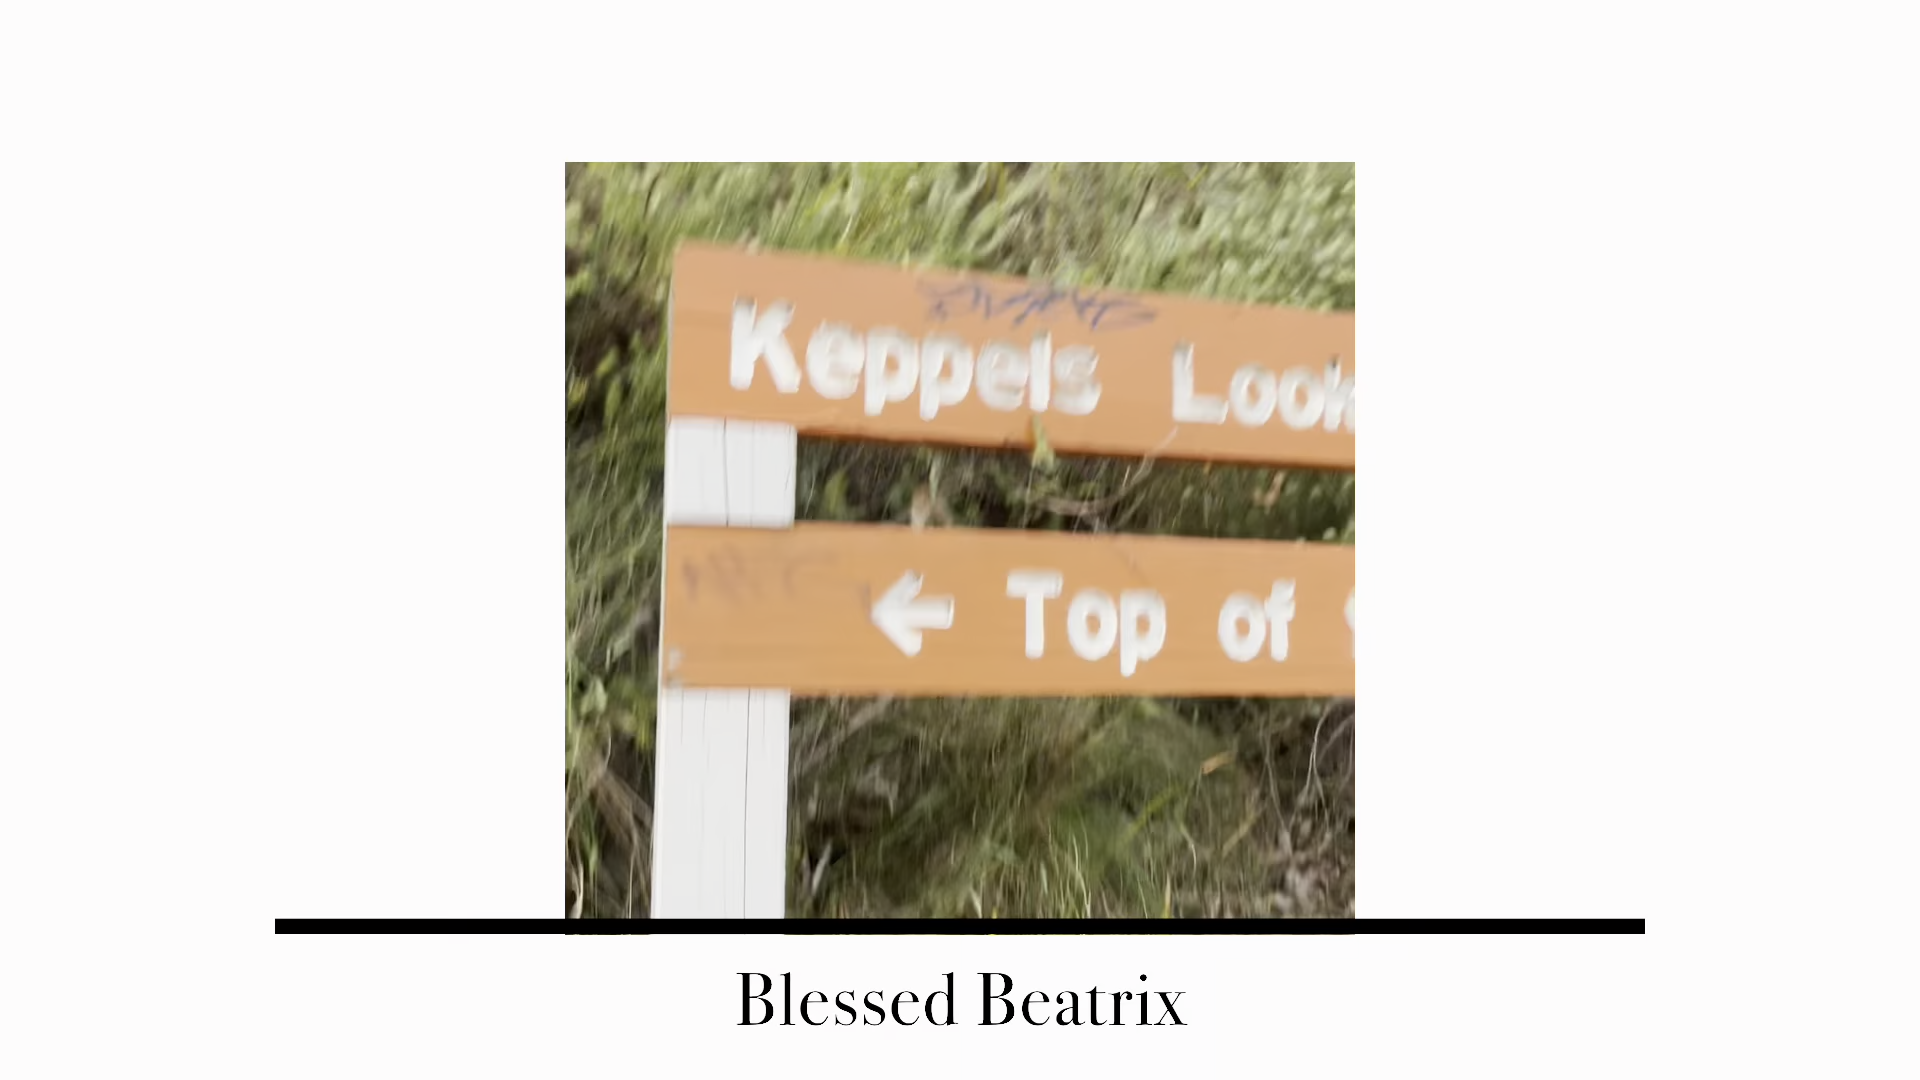 Keppels Look
← Top of
Blessed Beatrix